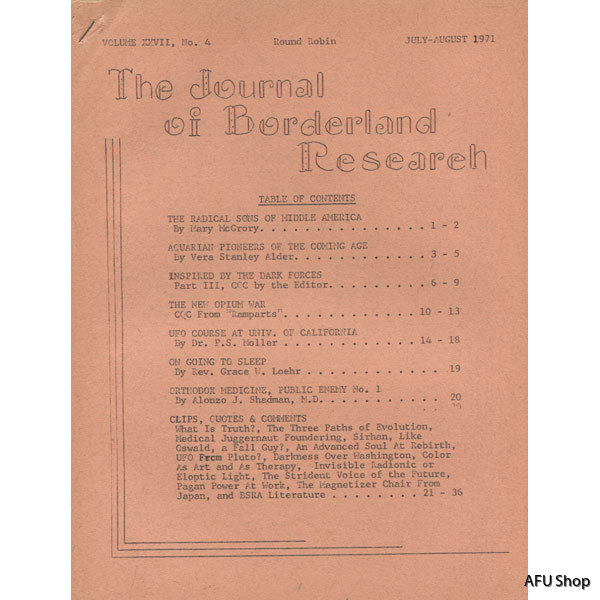 VOLUME XXVII, No. 4 Round Robin JULY-AUGUST 1971
The Journal
of Borderland
Research
TABLE OF CONTENTS
THE RADICAL SONS OF MIDDLE AMERICA
By Mary McGrory. . . . . . . . . . . . . . 1 - 2
AQUARIAN PIONEERS OF THE COMING AGE
By Vera Stanley Alder. . . . . . . . . . . 3 - 5
INSPIRED BY THE DARK FORCES
Part III, CQC by the Editor. . . . . . . . 6 - 9
THE NEW OPIUM WAR
CQC From "Ramparts". . . . . . . . . . . 10 - 13
UFO COURSE AT UNIV. OF CALIFORNIA
By Dr. F.S. Moller . . . . . . . . . . . 14 - 18
ON GOING TO SLEEP
By Rev. Grace W. Loehr . . . . . . . . . . . 19
ORTHODOX MEDICINE, PUBLIC ENEMY No. 1
By Alonzo J. Shadman, M.D. . . . . . . . . . 20
CLIPS, QUOTES & COMMENTS
What Is Truth?, The Three Paths of Evolution,
Medical Juggernaut Foundering, Sirhan, Like
Oswald, a Fall Guy?, An Advanced Soul At Rebirth,
UFO From Pluto?, Darkness Over Washington, Color
As Art and As Therapy, Invisible Radionic or
Eloptic Light, The Strident Voice of the Future,
Pagan Power At Work, The Magnetizer Chair From
Japan, and BSRA Literature . . . . . . . . 21 - 36
AFU Shop